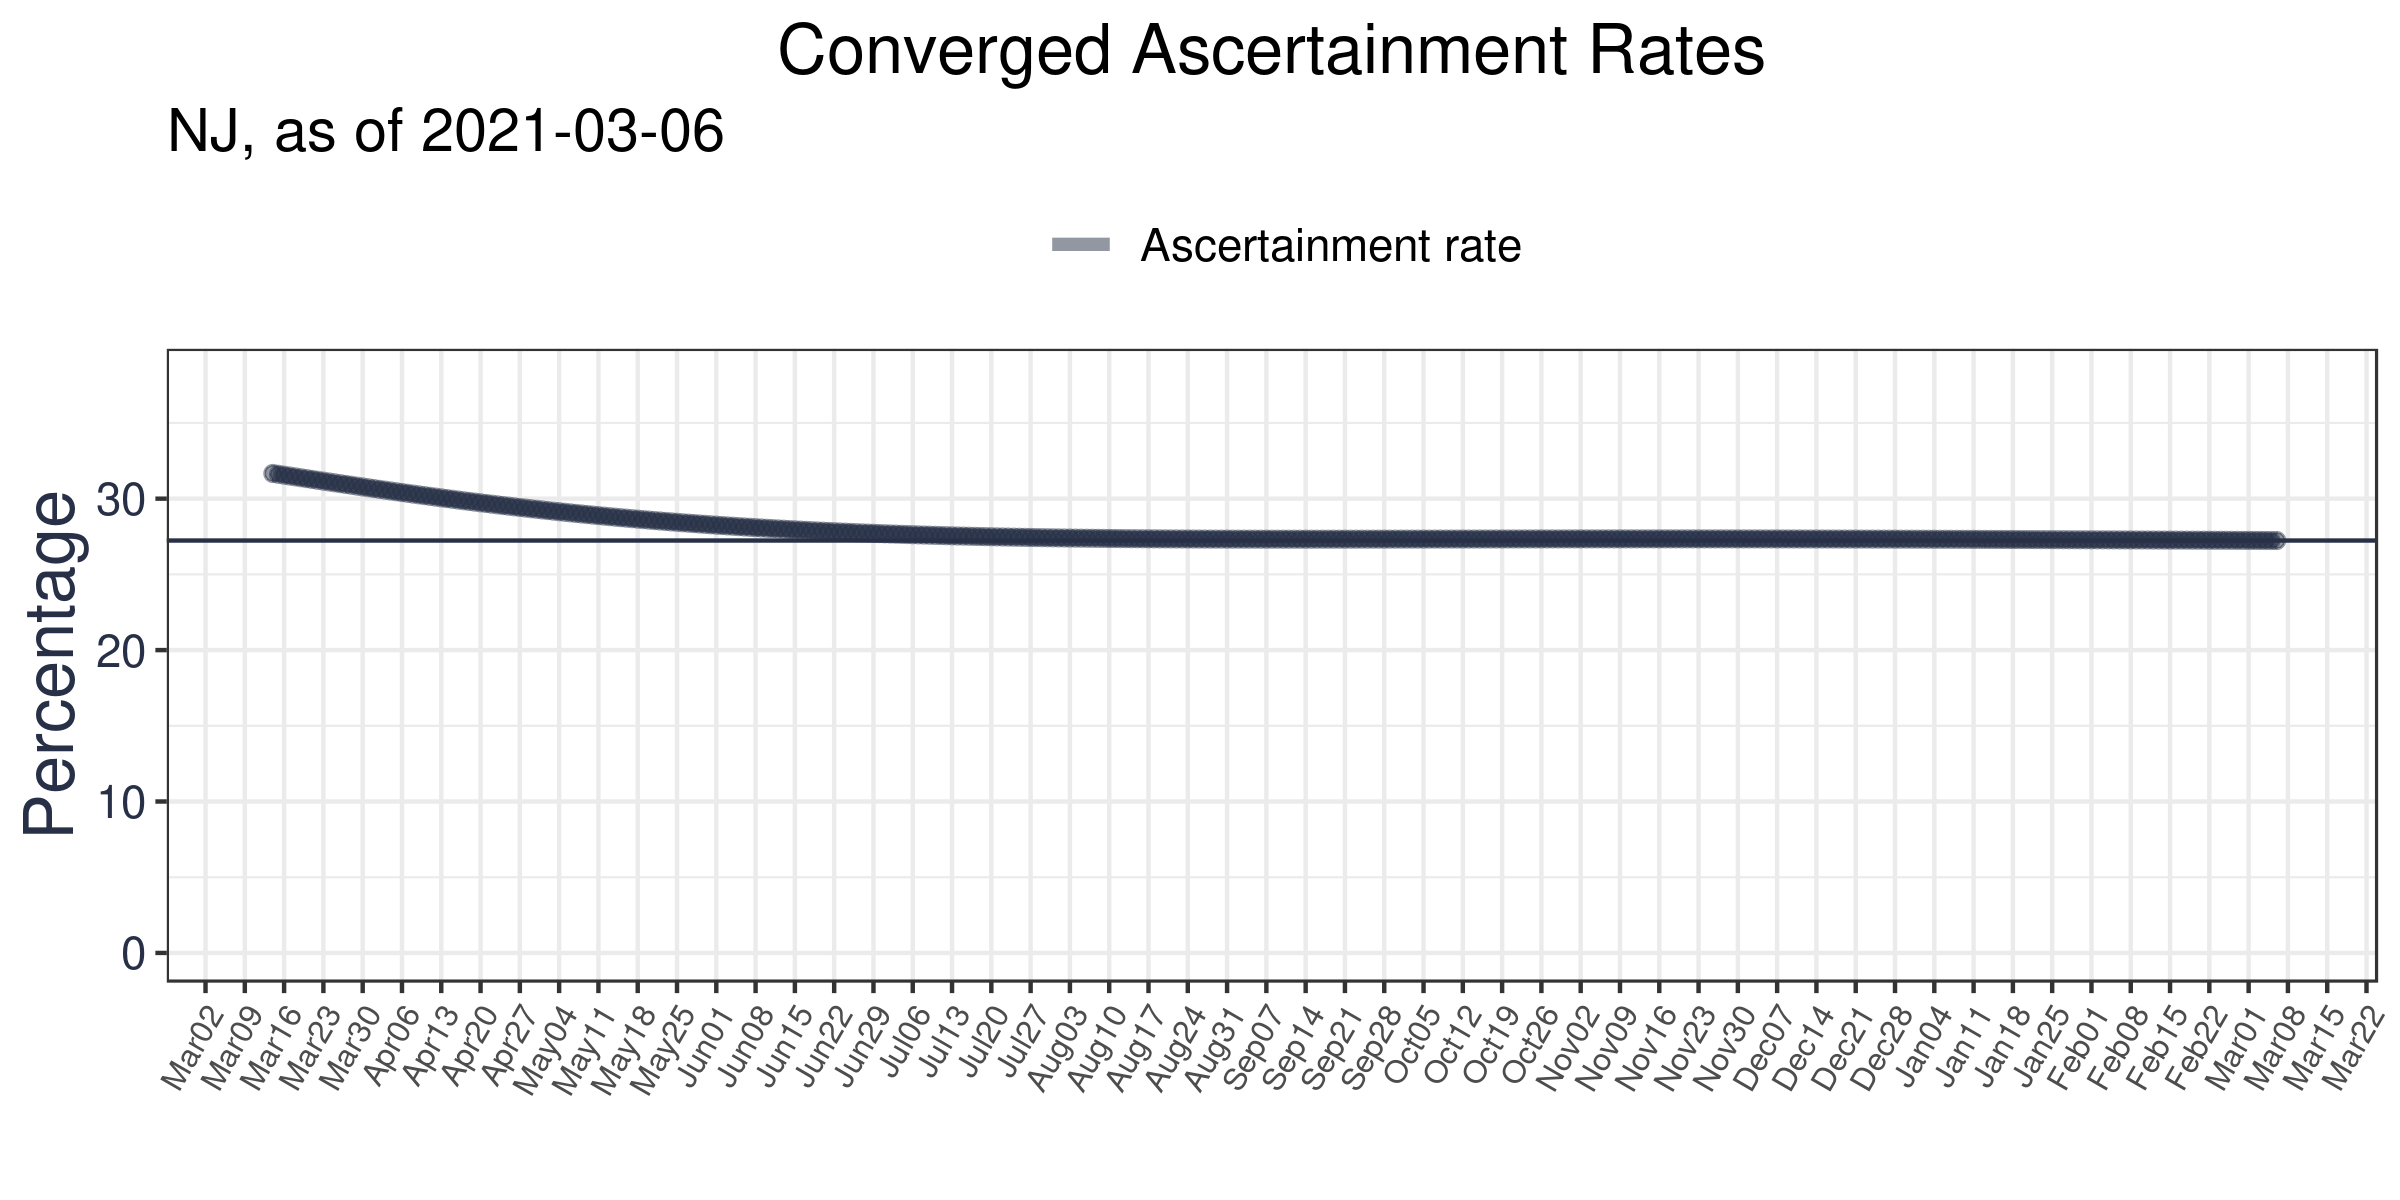 Converged Ascertainment Rates
NJ, as of 2021-03-06
Ascertainment rate
Percentage
30
20
10
0
Mar02 Mar09 Mar16 Mar23 Mar30 Apr06 Apr13 Apr20 Apr27 May04 May11 May18 May25 Jun01 Jun08 Jun15 Jun22 Jun29 Jul06 Jul13 Jul20 Jul27 Aug03 Aug10 Aug17 Aug24 Aug31 Sep07 Sep14 Sep21 Sep28 Oct05 Oct12 Oct19 Oct26 Nov02 Nov09 Nov16 Nov23 Nov30 Dec07 Dec14 Dec21 Dec28 Jan04 Jan11 Jan18 Jan25 Feb01 Feb08 Feb15 Feb22 Mar01 Mar08 Mar15 Mar22